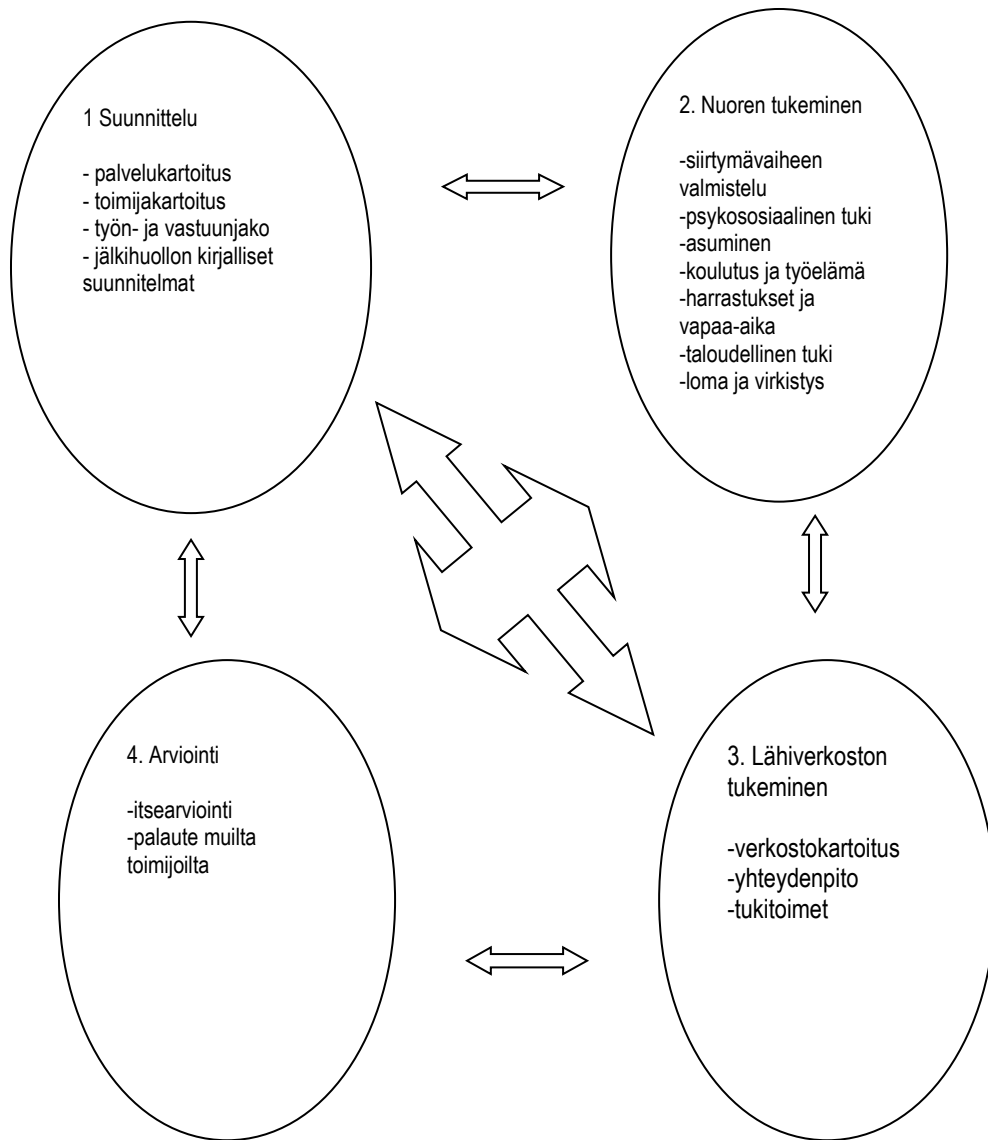 1 Suunnittelu
- palvelukartoitus
- toimijakartoitus
- työn- ja vastuunjako
- jälkihuollon kirjalliset
suunnitelmat
2. Nuoren tukeminen
-siirtymävaiheen
valmistelu
-psykososiaalinen tuki
-asuminen
-koulutus ja työelämä
-harrastukset ja
vapaa-aika
-taloudellinen tuki
-loma ja virkistys
3. Lähiverkoston
tukeminen
-verkostokartoitus
-yhteydenpito
-tukitoimet
4. Arviointi
-itsearviointi
-palaute muilta
toimijoilta